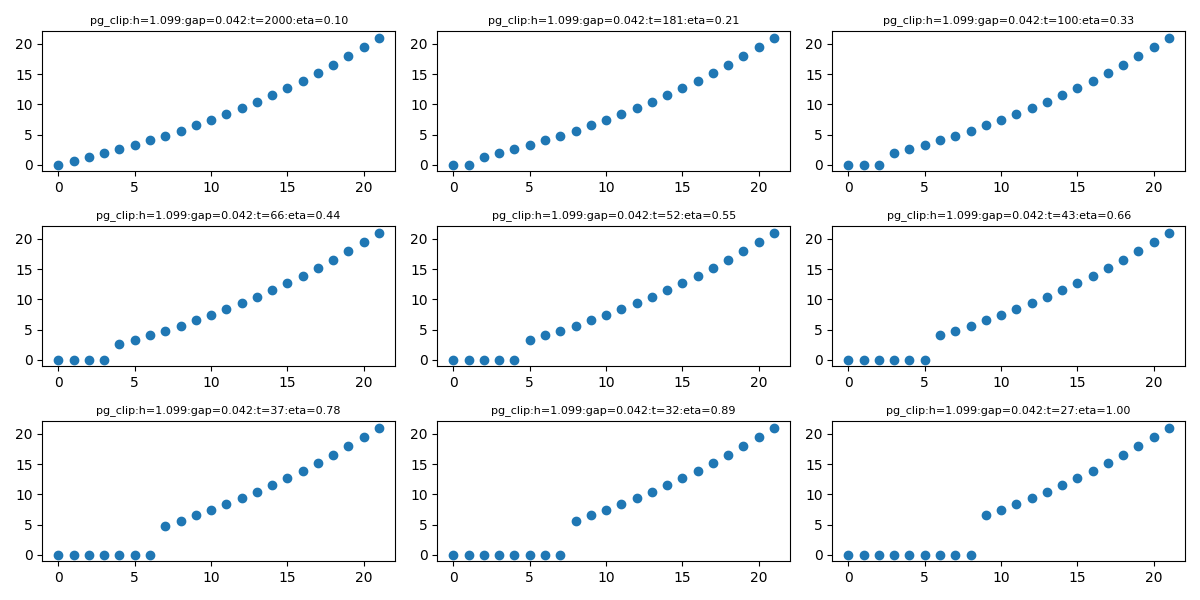 pg_clip:h=1.099:gap=0.042:t=2000:eta=0.10
pg_clip:h=1.099:gap=0.042:t=181:eta=0.21
pg_clip:h=1.099:gap=0.042:t=100:eta=0.33
20
15
10
5
0
0 5 10 15 20
20
15
10
5
0
0 5 10 15 20
20
15
10
5
0
0 5 10 15 20
pg_clip:h=1.099:gap=0.042:t=66:eta=0.44
pg_clip:h=1.099:gap=0.042:t=52:eta=0.55
pg_clip:h=1.099:gap=0.042:t=43:eta=0.66
20
15
10
5
0
0 5 10 15 20
20
15
10
5
0
0 5 10 15 20
20
15
10
5
0
0 5 10 15 20
pg_clip:h=1.099:gap=0.042:t=37:eta=0.78
pg_clip:h=1.099:gap=0.042:t=32:eta=0.89
pg_clip:h=1.099:gap=0.042:t=27:eta=1.00
20
15
10
5
0
0 5 10 15 20
20
15
10
5
0
0 5 10 15 20
20
15
10
5
0
0 5 10 15 20